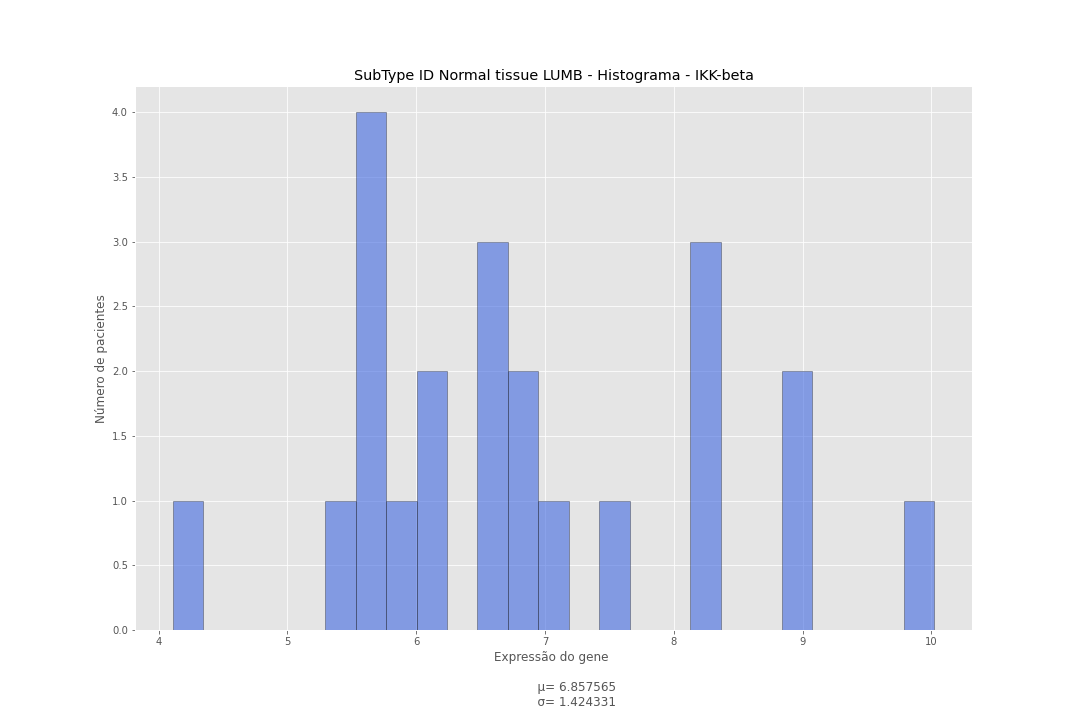 SubType ID Normal tissue LUMB - Histograma - IKK-beta
4.0
3.5
3.0
2.5
2.0
1.5
1.0
0.5
0.0
Número de pacientes
4 5 6 7 8 9 10
Expressão do gene
μ= 6.857565
σ= 1.424331